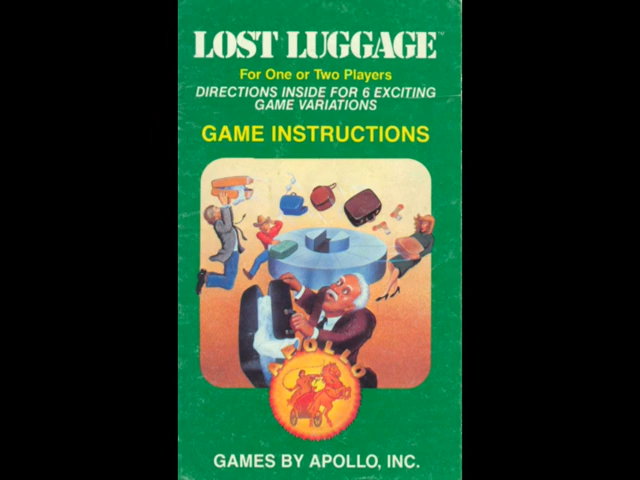 LOST LUGGAGE™
For One or Two Players
DIRECTIONS INSIDE FOR 6 EXCITING
GAME VARIATIONS
GAME INSTRUCTIONS
APOLLO
GAMES BY APOLLO, INC.